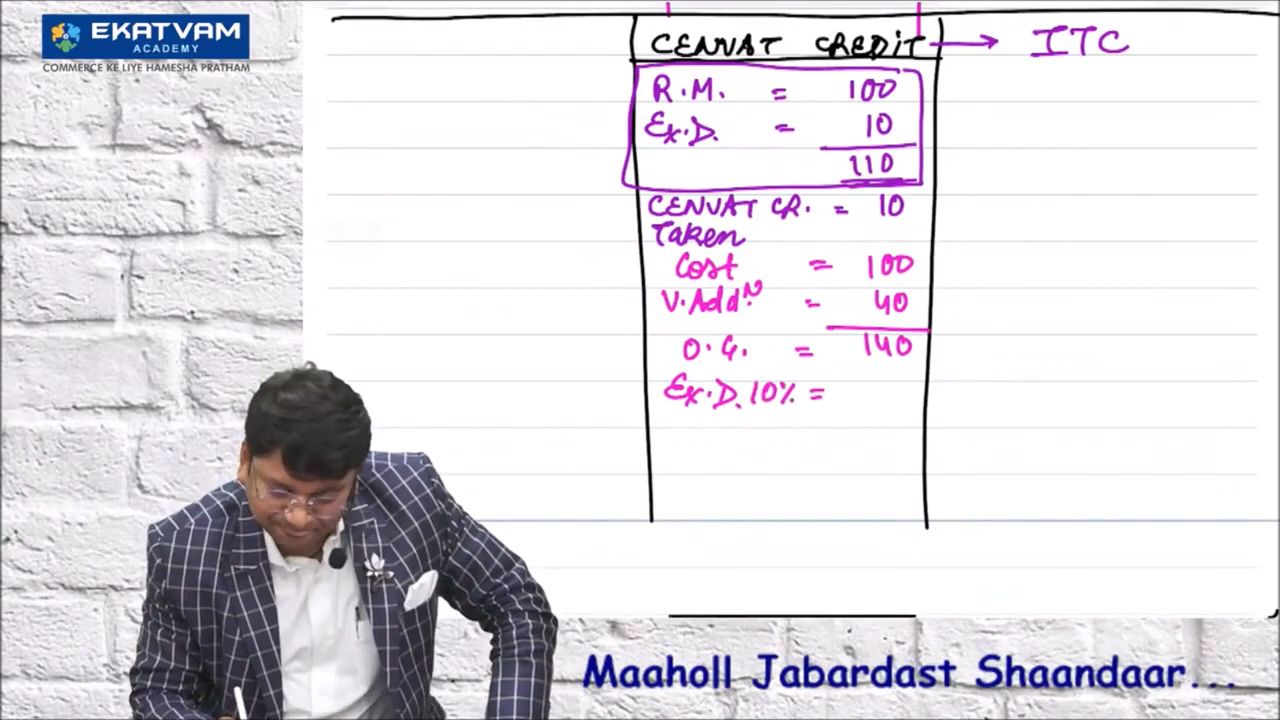 EKATVAM
ACADEMY
COMMERCE KE LIYE HAMESHA PRATHAM
CENVAT CREDIT → ITC
R.M. = 100
Ex.D. = 10
110
CENVAT CR. = 10
Taken
Cost = 100
V.Add.ᴺ = 40
O.G. = 140
Ex.D. 10% =
Maaholl Jabardast Shaandaar...